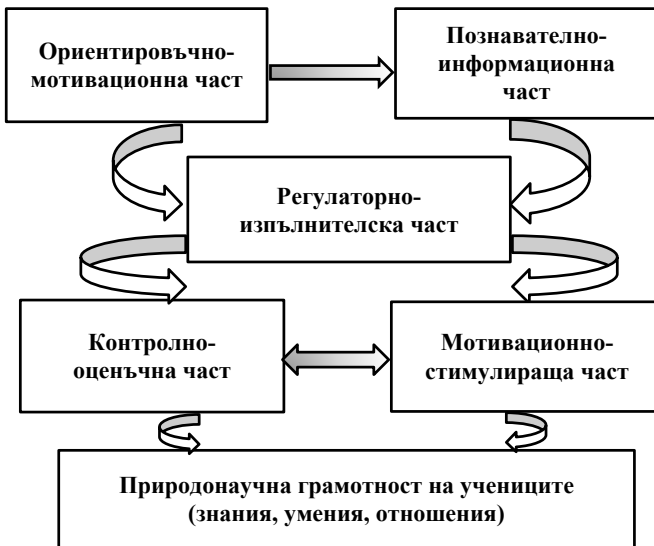 Ориентировъчно-
мотивационна част
Познавателно-
информационна
част
Регулаторно-
изпълнителска част
Контролно-
оценъчна част
Мотивационно-
стимулираща част
Природонаучна грамотност на учениците
(знания, умения, отношения)